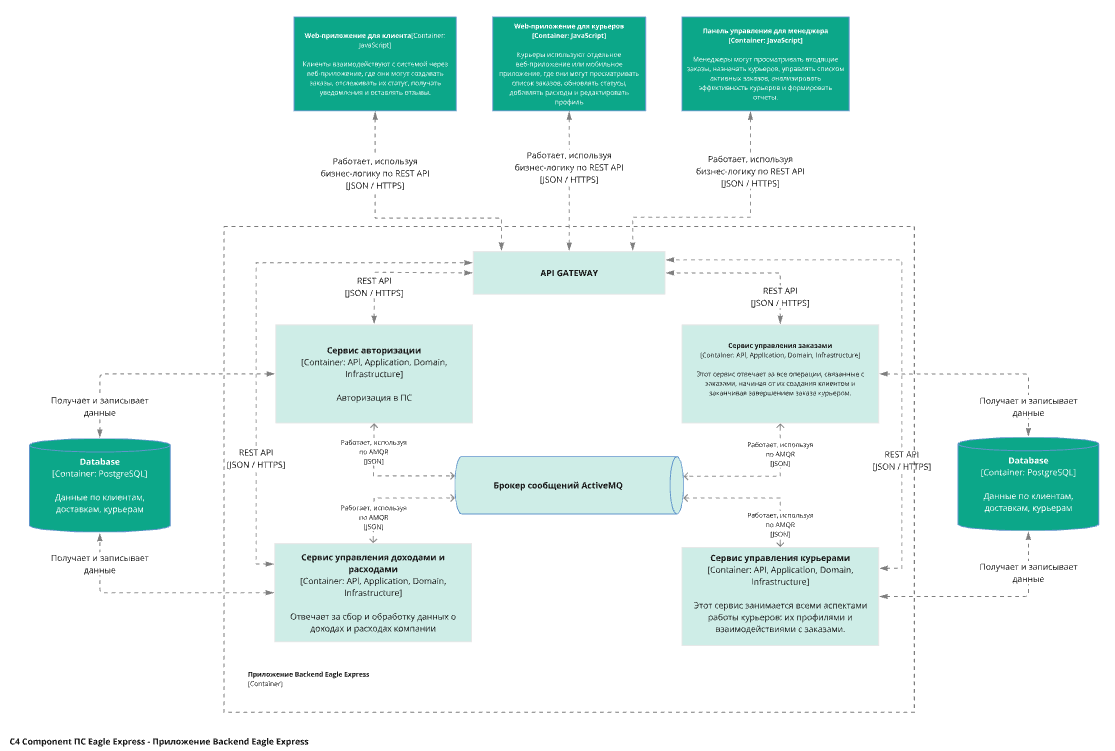 Web-приложение для клиента[Container:
JavaScript]
Клиенты взаимодействуют с системой через
веб-приложение, где они могут создавать
заказы, отслеживать их статус, получать
уведомления и оставлять отзывы.
Web-приложение для курьеров
[Container: JavaScript]
Курьеры используют отдельное
веб-приложение или мобильное
приложение, где они могут просматривать
список заказов, обновлять статусы,
добавлять расходы и редактировать
профиль
Панель управления для менеджера
[Container: JavaScript]
Менеджеры могут просматривать входящие
заказы, назначать курьеров, управлять списком
активных заказов, анализировать
эффективность курьеров и формировать
отчеты
Работает, используя
бизнес-логику по REST API
[JSON / HTTPS]
Работает, используя
бизнес-логику по REST API
[JSON / HTTPS]
Работает, используя
бизнес-логику по REST API
[JSON / HTTPS]
API GATEWAY
REST API
[JSON / HTTPS]
REST API
[JSON / HTTPS]
Сервис авторизации
[Container: API, Application, Domain,
Infrastructure]
Авторизация в ПС
Сервис управления заказами
[Container: API, Application, Domain, Infrastructure]
Этот сервис отвечает за все операции, связанные с
заказами, начиная от их создания клиентом и
заканчивая завершением заказа курьером.
Получает и записывает
данные
Получает и записывает
данные
Работает, используя
по AMQR
[JSON]
Работает, используя
по AMQR
[JSON]
REST API
[JSON / HTTPS]
REST API
[JSON / HTTPS]
Database
[Container: PostgreSQL]
Данные по клиентам,
доставкам, курьерам
Брокер сообщений ActiveMQ
Database
[Container: PostgreSQL]
Данные по клиентам,
доставкам, курьерам
Работает, используя
по AMQR
[JSON]
Работает, используя
по AMQR
[JSON]
Получает и записывает
данные
Получает и записывает
данные
Сервис управления доходами и
расходами
[Container: API, Application, Domain,
Infrastructure]
Отвечает за сбор и обработку данных о
доходах и расходах компании
Сервис управления курьерами
[Container: API, Application, Domain,
Infrastructure]
Этот сервис занимается всеми аспектами
работы курьеров: их профилями и
взаимодействиями с заказами.
Приложение Backend Eagle Express
[Container]
C4 Component ПС Eagle Express - Приложение Backend Eagle Express